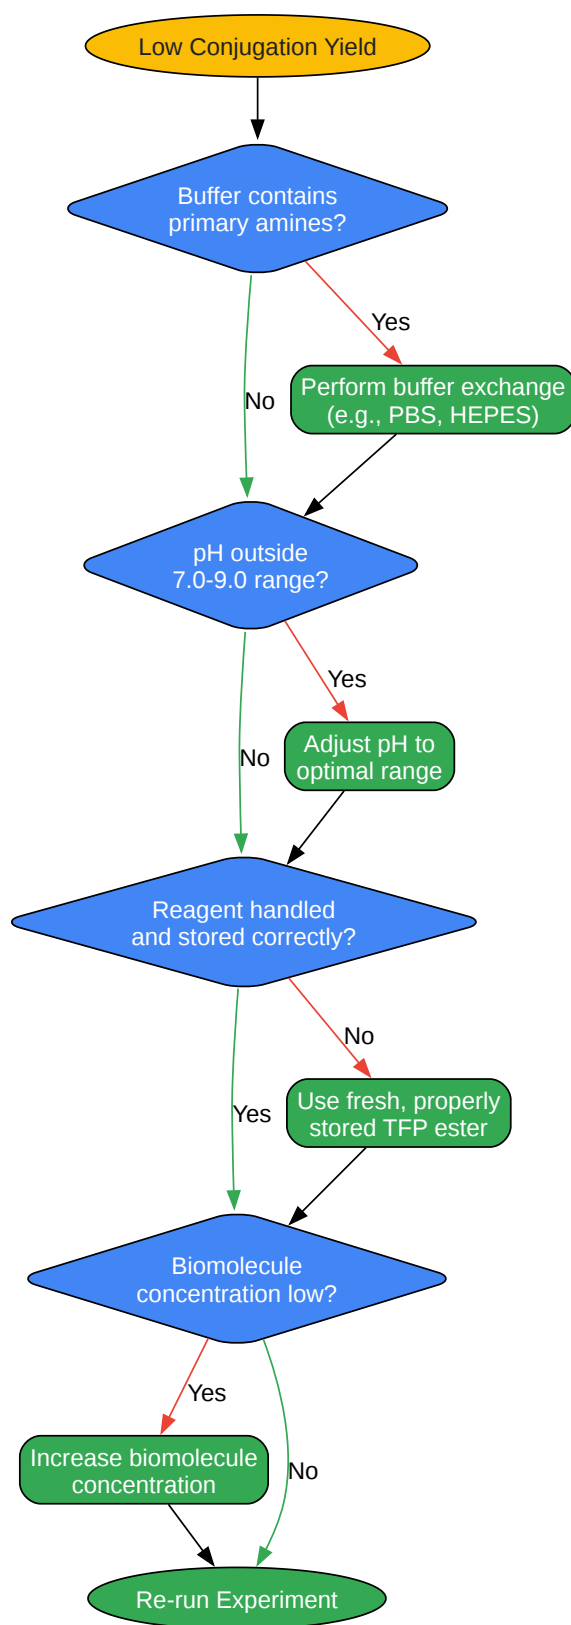 Low Conjugation Yield
Buffer contains
primary amines?
Yes
No
Perform buffer exchange
(e.g., PBS, HEPES)
pH outside
7.0-9.0 range?
Yes
No
Adjust pH to
optimal range
Reagent handled
and stored correctly?
No
Yes
Use fresh, properly
stored TFP ester
Biomolecule
concentration low?
Yes
No
Increase biomolecule
concentration
Re-run Experiment